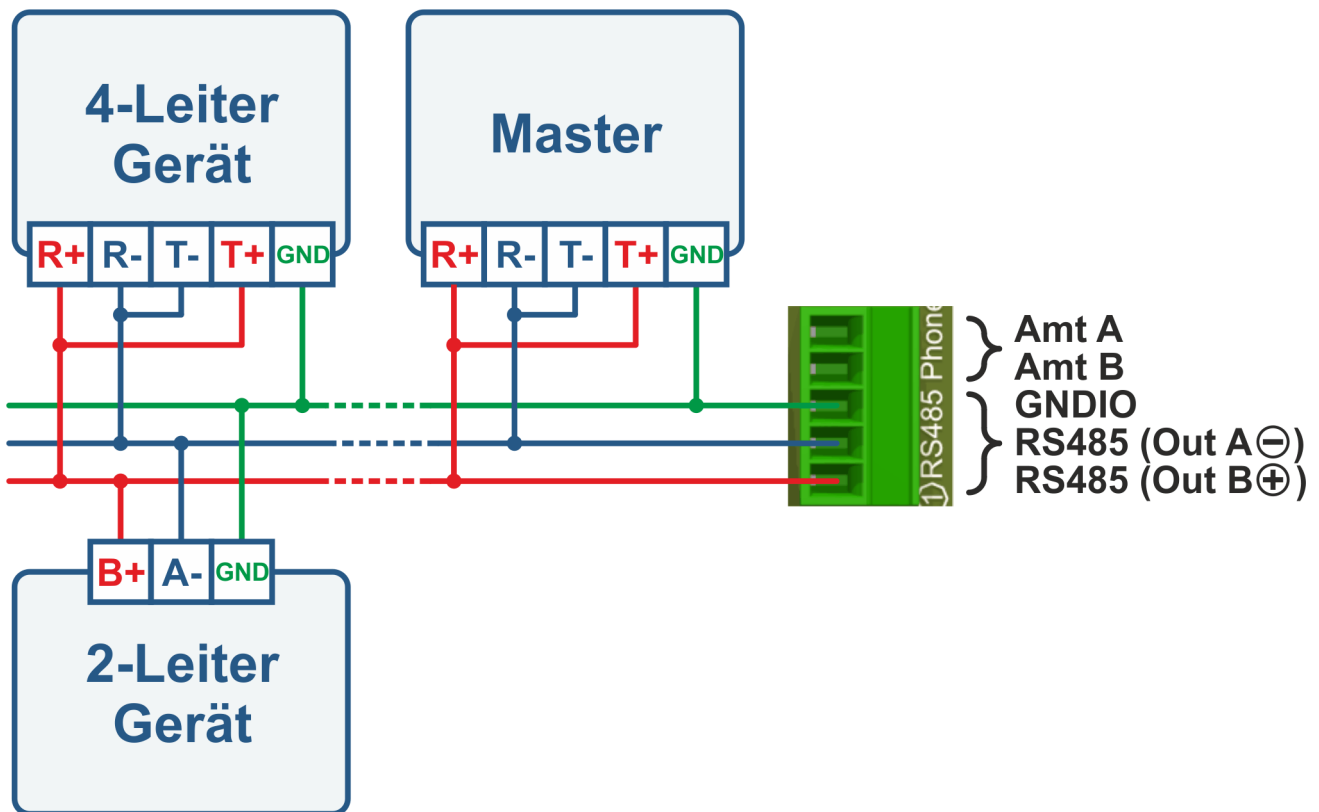 4-Leiter
Gerät
R+ R- T- T+ GND
Master
R+ R- T- T+ GND
1)RS485 Phone
Amt A
Amt B
GNDIO
RS485 (Out A⊖)
RS485 (Out B⊕)
B+ A- GND
2-Leiter
Gerät